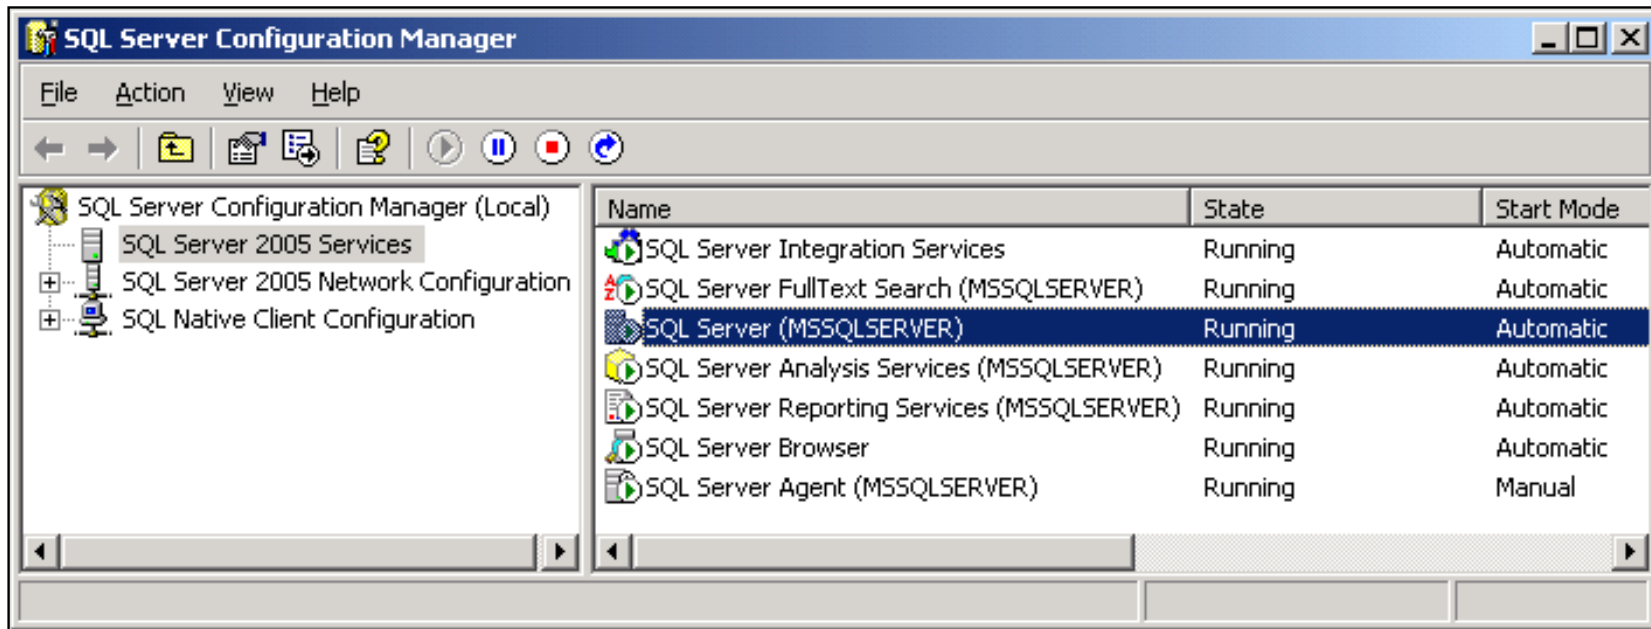 SQL Server Configuration Manager
File Action View Help
SQL Server Configuration Manager (Local)
SQL Server 2005 Services
SQL Server 2005 Network Configuration
SQL Native Client Configuration
Name State Start Mode
SQL Server Integration Services Running Automatic
SQL Server FullText Search (MSSQLSERVER) Running Automatic
SQL Server (MSSQLSERVER) Running Automatic
SQL Server Analysis Services (MSSQLSERVER) Running Automatic
SQL Server Reporting Services (MSSQLSERVER) Running Automatic
SQL Server Browser Running Automatic
SQL Server Agent (MSSQLSERVER) Running Manual